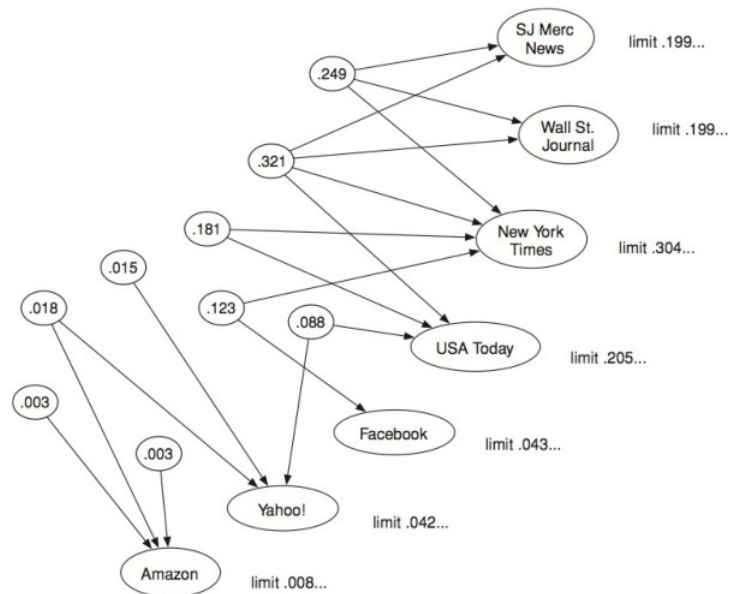 SJ Merc
News
limit .199...
.249
Wall St.
Journal
limit .199...
.321
.181
New York
Times
limit .304...
.015
.018
.123
.088
USA Today
limit .205...
.003
Facebook
limit .043...
.003
Yahoo!
limit .042...
Amazon
limit .008...